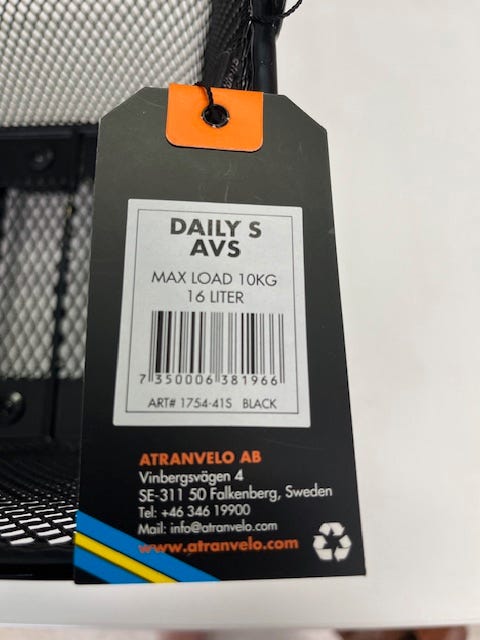 DAILY S
AVS
MAX LOAD 10KG
16 LITER
7 350006 381966
ART# 1754-41S BLACK
ATRANVELO AB
Vinbergsvägen 4
SE-311 50 Falkenberg, Sweden
Tel: +46 346 19900
Mail: info@atranvelo.com
www.atranvelo.com